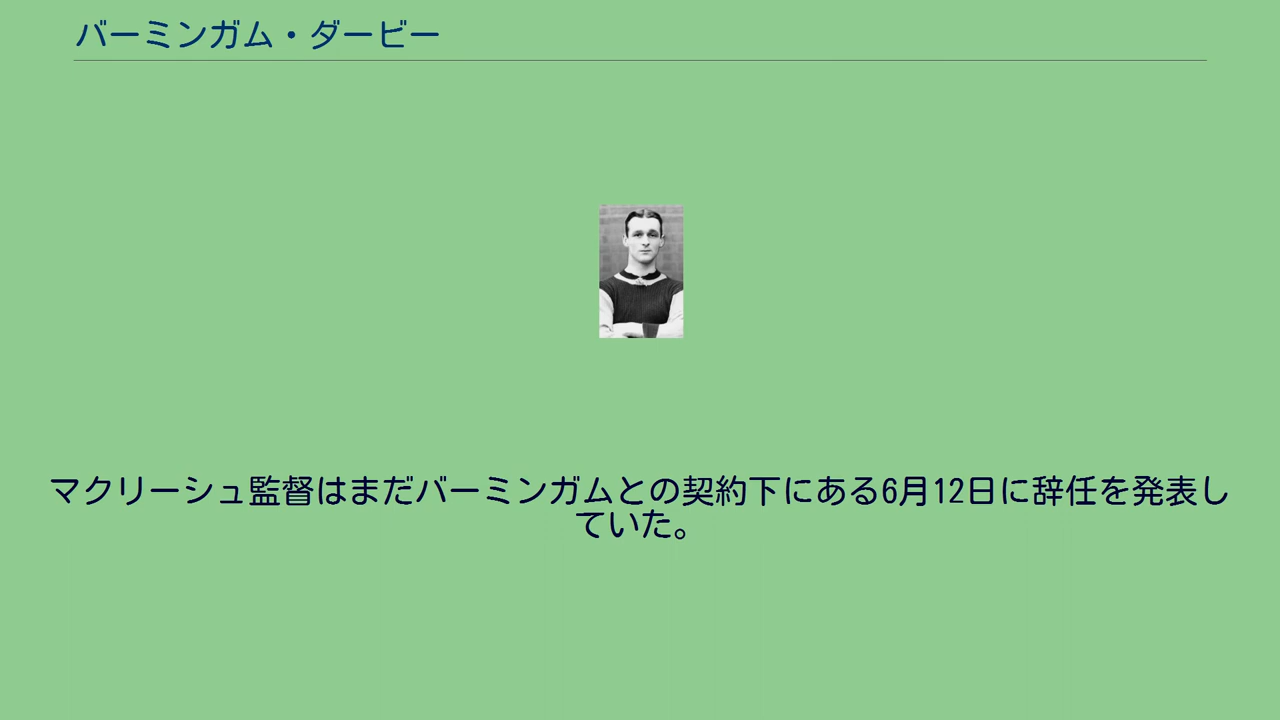 バーミンガム・ダービー
マクリーシュ監督はまだバーミンガムとの契約下にある6月12日に辞任を発表し
ていた。